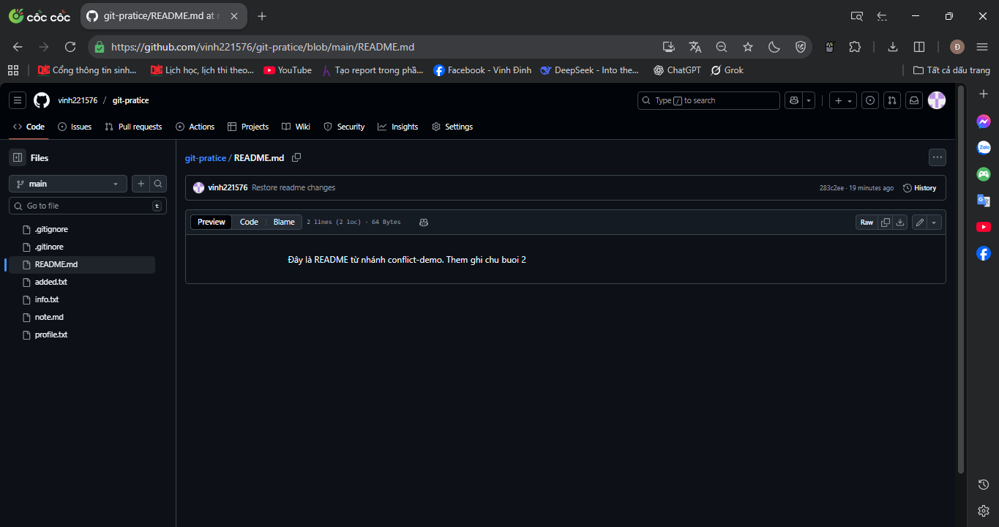 cốc cốc
git-pratice/README.md at
https://github.com/vinh221576/git-pratice/blob/main/README.md
Đ
Cổng thông tin sinh... Lịch học, lịch thi theo... YouTube Tạo report trong phầ... Facebook - Vinh Đinh DeepSeek - Into the... ChatGPT Grok Tất cả dấu trang
vinh221576 / git-pratice
Type / to search
Code Issues Pull requests Actions Projects Wiki Security Insights Settings
Files
git-pratice / README.md
main
vinh221576 Restore readme changes 283c2ee · 19 minutes ago History
Go to file t
Preview Code Blame 2 lines (2 loc) · 64 Bytes Raw
.gitignore
.gitinore
README.md
added.txt
info.txt
note.md
profile.txt
Đây là README từ nhánh conflict-demo. Them ghi chu buoi 2
Zalo